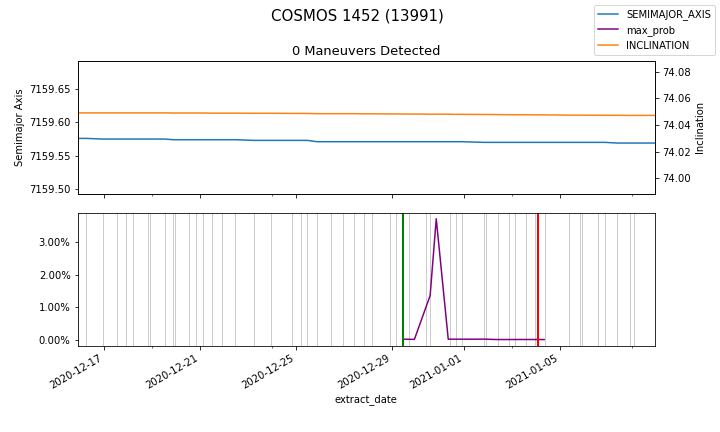 COSMOS 1452 (13991)
SEMIMAJOR_AXIS
max_prob
INCLINATION
0 Maneuvers Detected
7159.65
7159.60
7159.55
7159.50
Semimajor Axis
74.08
74.06
74.04
74.02
74.00
Inclination
3.00%
2.00%
1.00%
0.00%
2020-12-17
2020-12-21
2020-12-25
2020-12-29
2021-01-01
2021-01-05
extract_date